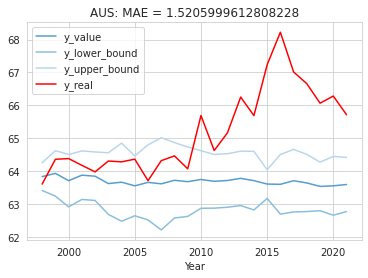 AUS: MAE = 1.5205999612808228
y_value
y_lower_bound
y_upper_bound
y_real
68
67
66
65
64
63
62
2000 2005 2010 2015 2020
Year